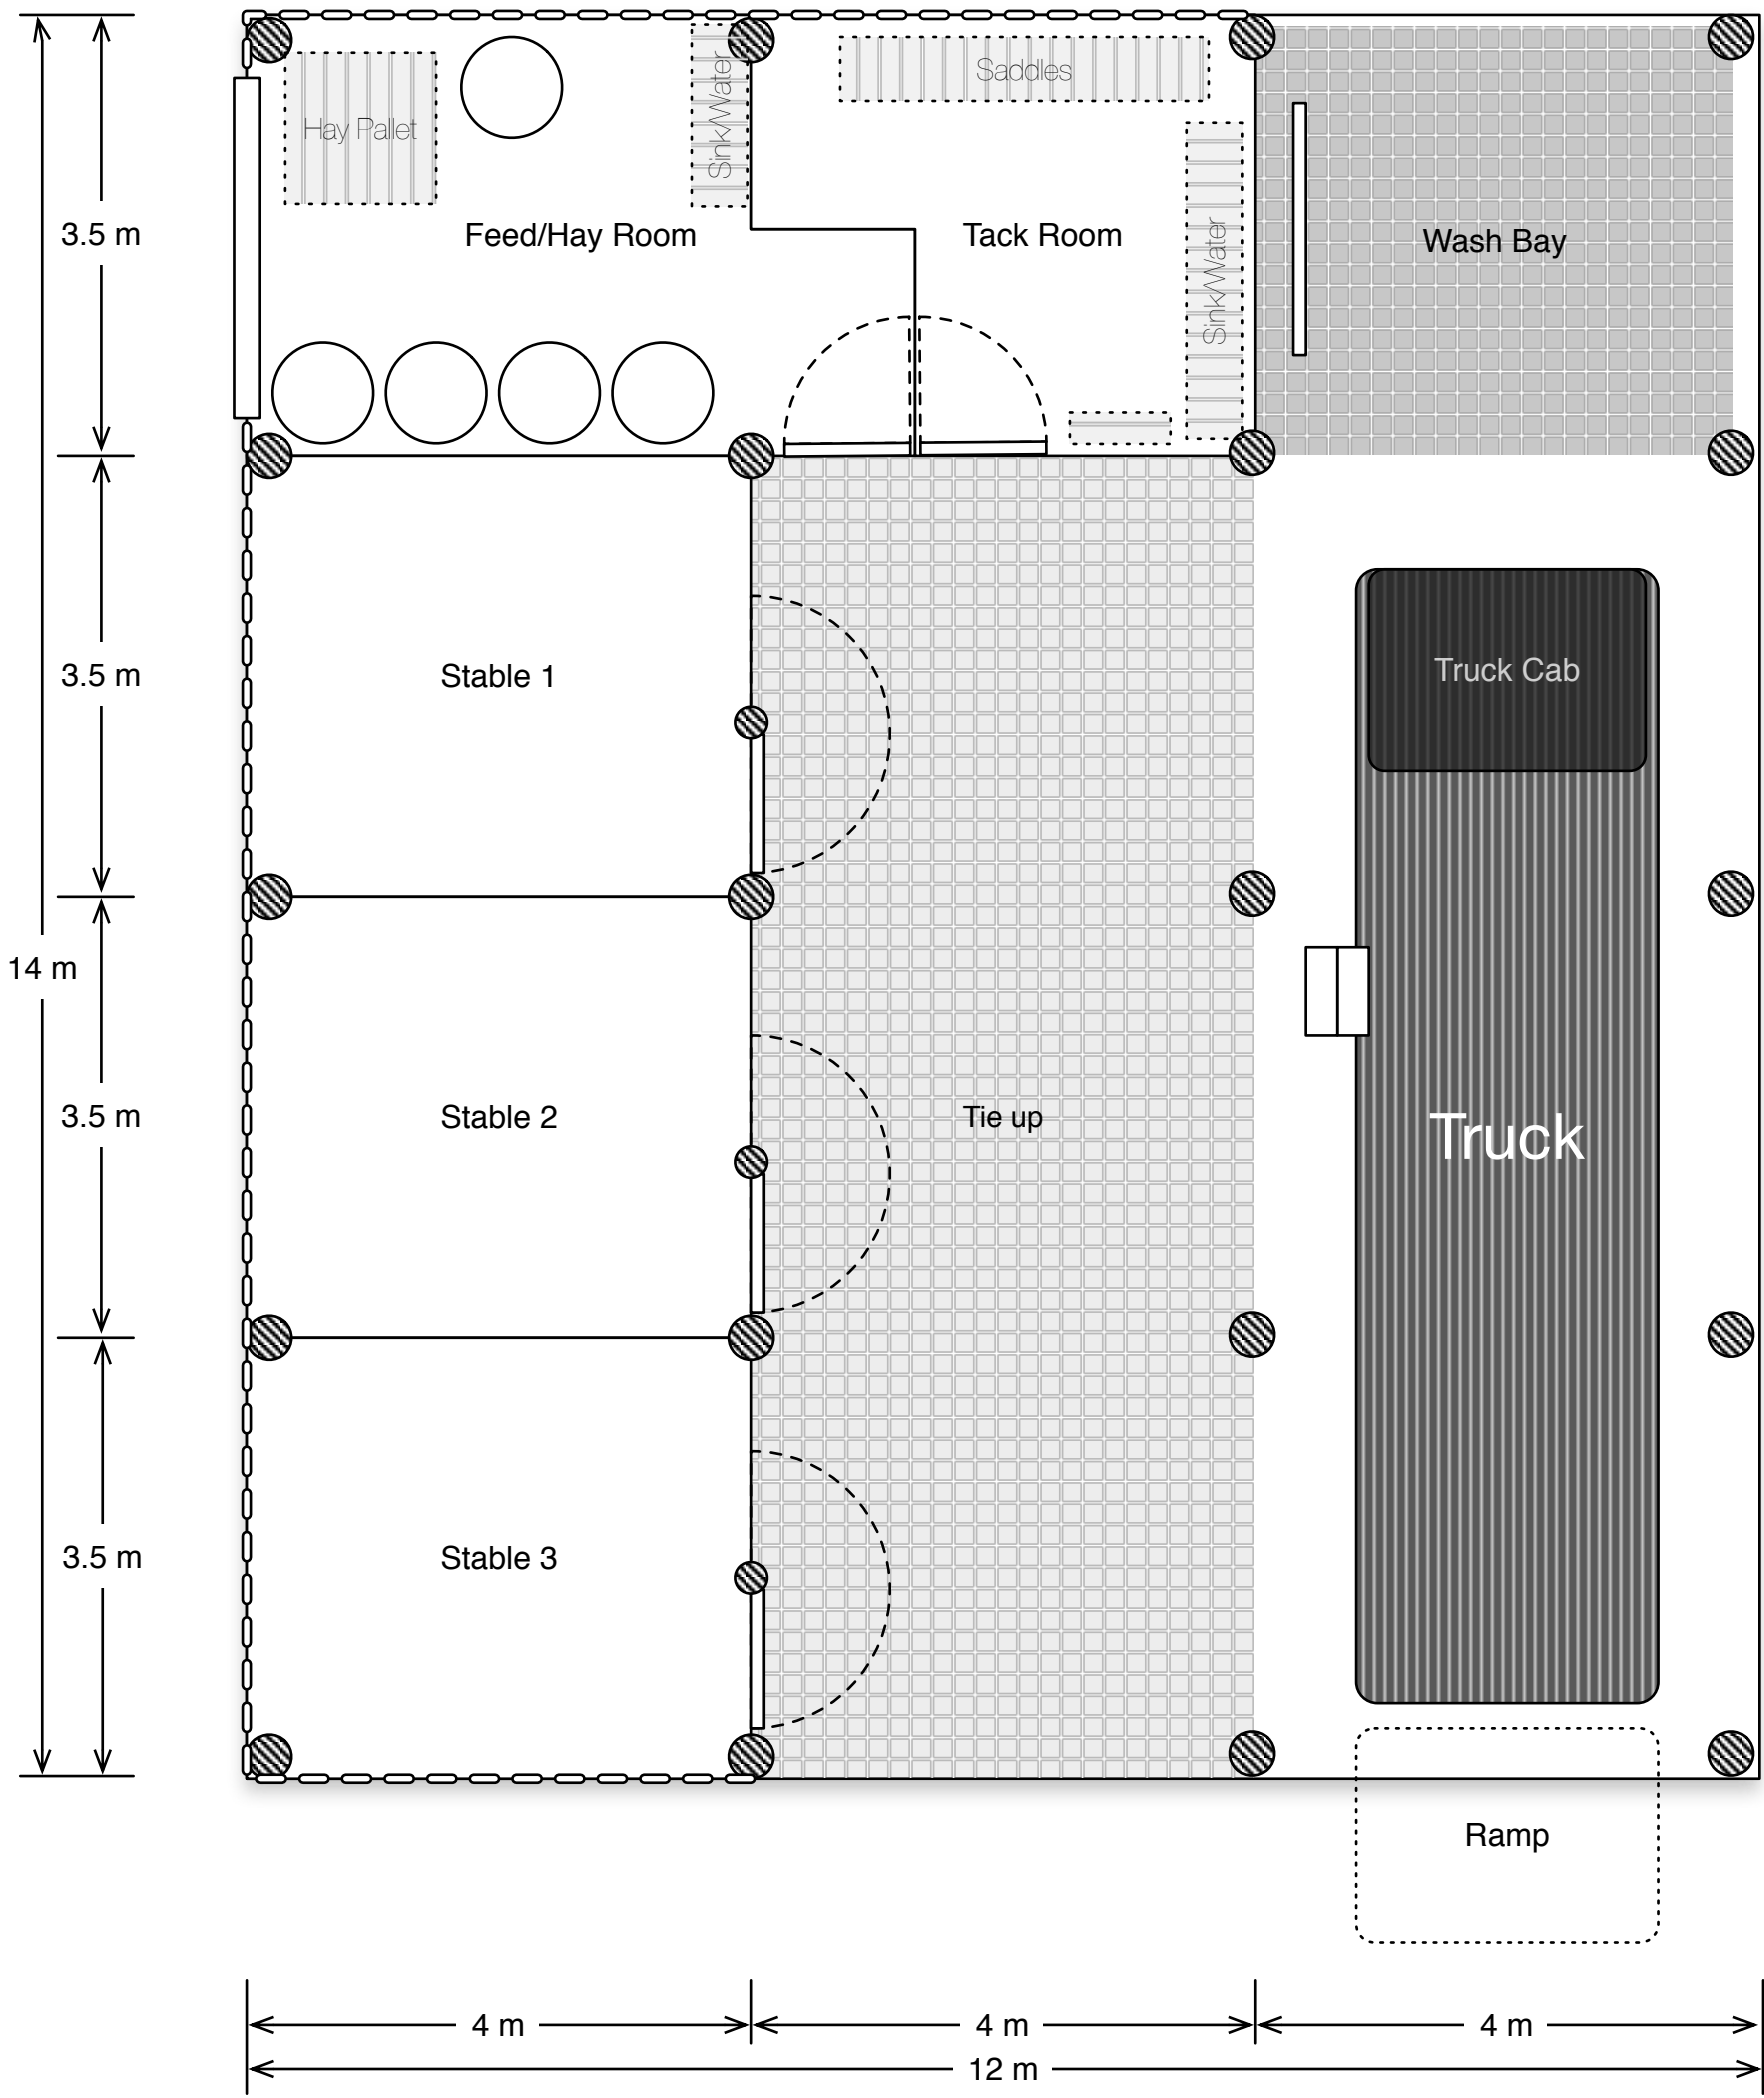 Hay Pallet
Sink/Water
Saddles
Feed/Hay Room
Tack Room
Sink/Water
Wash Bay
3.5 m
Stable 1
Truck Cab
3.5 m
14 m
Stable 2
Tie up
Truck
3.5 m
Stable 3
3.5 m
Ramp
4 m
4 m
4 m
12 m